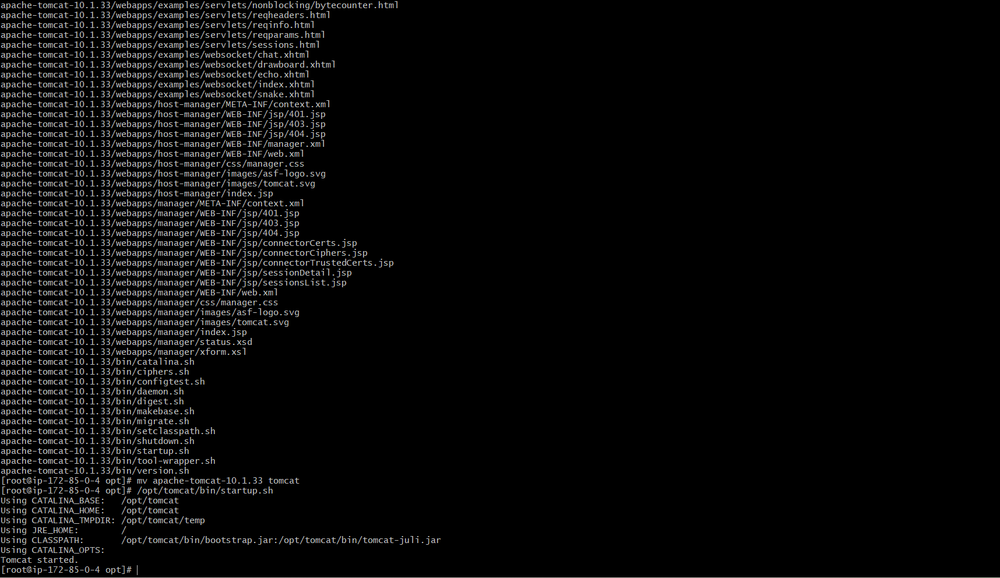 apache-tomcat-10.1.33/webapps/examples/servlets/nonblocking/bytecounter.html
apache-tomcat-10.1.33/webapps/examples/servlets/reqheaders.html
apache-tomcat-10.1.33/webapps/examples/servlets/reqinfo.html
apache-tomcat-10.1.33/webapps/examples/servlets/reqparams.html
apache-tomcat-10.1.33/webapps/examples/servlets/sessions.html
apache-tomcat-10.1.33/webapps/examples/websocket/chat.xhtml
apache-tomcat-10.1.33/webapps/examples/websocket/drawboard.xhtml
apache-tomcat-10.1.33/webapps/examples/websocket/echo.xhtml
apache-tomcat-10.1.33/webapps/examples/websocket/index.xhtml
apache-tomcat-10.1.33/webapps/examples/websocket/snake.xhtml
apache-tomcat-10.1.33/webapps/host-manager/META-INF/context.xml
apache-tomcat-10.1.33/webapps/host-manager/WEB-INF/jsp/401.jsp
apache-tomcat-10.1.33/webapps/host-manager/WEB-INF/jsp/403.jsp
apache-tomcat-10.1.33/webapps/host-manager/WEB-INF/jsp/404.jsp
apache-tomcat-10.1.33/webapps/host-manager/WEB-INF/manager.xml
apache-tomcat-10.1.33/webapps/host-manager/WEB-INF/web.xml
apache-tomcat-10.1.33/webapps/host-manager/css/manager.css
apache-tomcat-10.1.33/webapps/host-manager/images/asf-logo.svg
apache-tomcat-10.1.33/webapps/host-manager/images/tomcat.svg
apache-tomcat-10.1.33/webapps/host-manager/index.jsp
apache-tomcat-10.1.33/webapps/manager/META-INF/context.xml
apache-tomcat-10.1.33/webapps/manager/WEB-INF/jsp/401.jsp
apache-tomcat-10.1.33/webapps/manager/WEB-INF/jsp/403.jsp
apache-tomcat-10.1.33/webapps/manager/WEB-INF/jsp/404.jsp
apache-tomcat-10.1.33/webapps/manager/WEB-INF/jsp/connectorCerts.jsp
apache-tomcat-10.1.33/webapps/manager/WEB-INF/jsp/connectorCiphers.jsp
apache-tomcat-10.1.33/webapps/manager/WEB-INF/jsp/connectorTrustedCerts.jsp
apache-tomcat-10.1.33/webapps/manager/WEB-INF/jsp/sessionDetail.jsp
apache-tomcat-10.1.33/webapps/manager/WEB-INF/jsp/sessionsList.jsp
apache-tomcat-10.1.33/webapps/manager/WEB-INF/web.xml
apache-tomcat-10.1.33/webapps/manager/css/manager.css
apache-tomcat-10.1.33/webapps/manager/images/asf-logo.svg
apache-tomcat-10.1.33/webapps/manager/images/tomcat.svg
apache-tomcat-10.1.33/webapps/manager/index.jsp
apache-tomcat-10.1.33/webapps/manager/status.xsd
apache-tomcat-10.1.33/webapps/manager/xform.xsl
apache-tomcat-10.1.33/bin/catalina.sh
apache-tomcat-10.1.33/bin/ciphers.sh
apache-tomcat-10.1.33/bin/configtest.sh
apache-tomcat-10.1.33/bin/daemon.sh
apache-tomcat-10.1.33/bin/digest.sh
apache-tomcat-10.1.33/bin/makebase.sh
apache-tomcat-10.1.33/bin/migrate.sh
apache-tomcat-10.1.33/bin/setclasspath.sh
apache-tomcat-10.1.33/bin/shutdown.sh
apache-tomcat-10.1.33/bin/startup.sh
apache-tomcat-10.1.33/bin/tool-wrapper.sh
apache-tomcat-10.1.33/bin/version.sh
[root@ip-172-85-0-4 opt]# mv apache-tomcat-10.1.33 tomcat
[root@ip-172-85-0-4 opt]# /opt/tomcat/bin/startup.sh
Using CATALINA_BASE:   /opt/tomcat
Using CATALINA_HOME:   /opt/tomcat
Using CATALINA_TMPDIR: /opt/tomcat/temp
Using JRE_HOME:        /
Using CLASSPATH:       /opt/tomcat/bin/bootstrap.jar:/opt/tomcat/bin/tomcat-juli.jar
Using CATALINA_OPTS:
Tomcat started.
[root@ip-172-85-0-4 opt]#